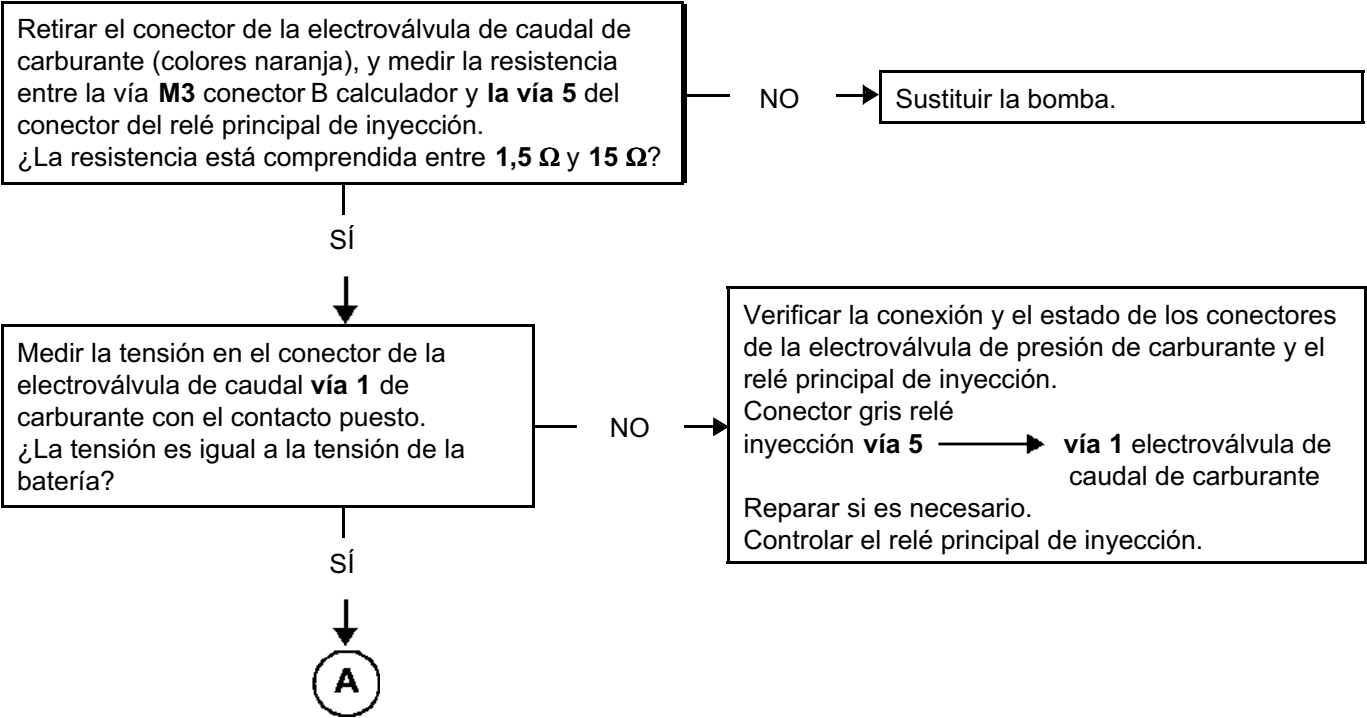 Retirar el conector de la electroválvula de caudal de
carburante (colores naranja), y medir la resistencia
entre la vía M3 conector B calculador y la vía 5 del
conector del relé principal de inyección.
¿La resistencia está comprendida entre 1,5 Ω y 15 Ω?
NO
Sustituir la bomba.
SÍ
Medir la tensión en el conector de la
electroválvula de caudal vía 1 de
carburante con el contacto puesto.
¿La tensión es igual a la tensión de la
batería?
NO
Verificar la conexión y el estado de los conectores
de la electroválvula de presión de carburante y el
relé principal de inyección.
Conector gris relé
inyección vía 5 → vía 1 electroválvula de
caudal de carburante
Reparar si es necesario.
Controlar el relé principal de inyección.
SÍ
A